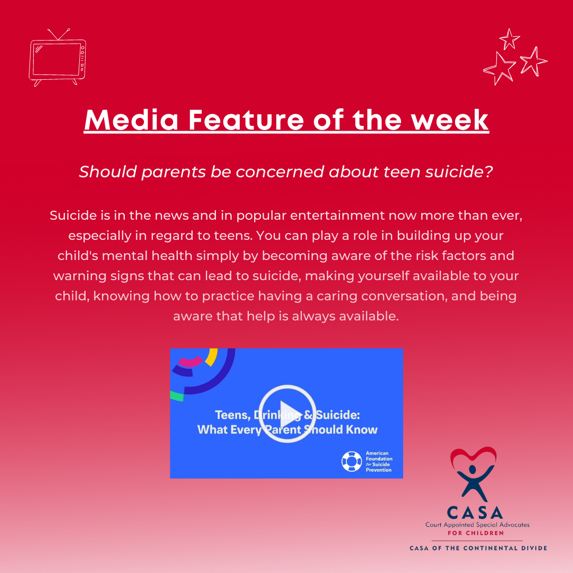 Media Feature of the week
Should parents be concerned about teen suicide?
Suicide is in the news and in popular entertainment now more than ever,
especially in regard to teens. You can play a role in building up your
child's mental health simply by becoming aware of the risk factors and
warning signs that can lead to suicide, making yourself available to your
child, knowing how to practice having a caring conversation, and being
aware that help is always available.
Teens, Drinking & Suicide:
What Every Parent Should Know
American
Foundation
for Suicide
Prevention
CASA
Court Appointed Special Advocates
FOR CHILDREN
CASA OF THE CONTINENTAL DIVIDE